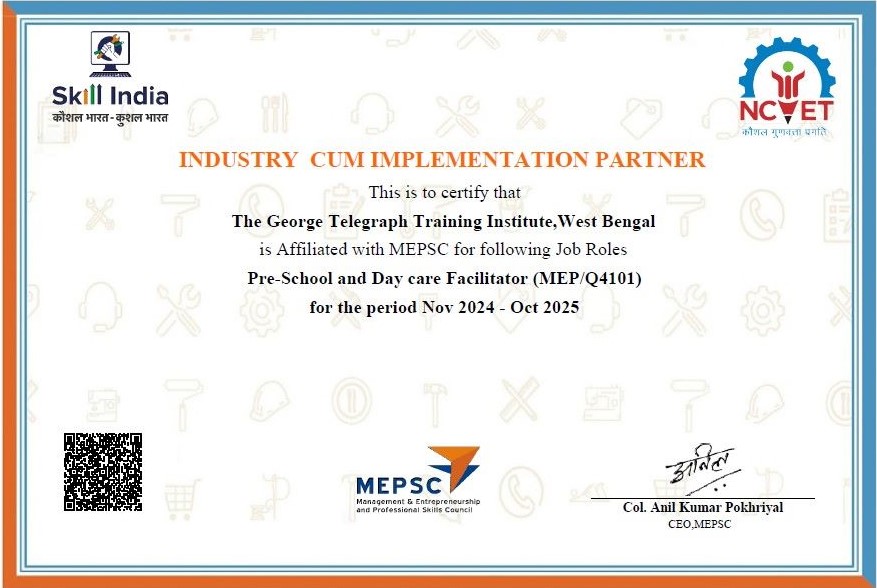 Skill India
कौशल भारत - कुशल भारत
NCVET
कौशल गुणवत्ता प्रगति
INDUSTRY CUM IMPLEMENTATION PARTNER
This is to certify that
The George Telegraph Training Institute,West Bengal
is Affiliated with MEPSC for following Job Roles
Pre-School and Day care Facilitator (MEP/Q4101)
for the period Nov 2024 - Oct 2025
MEPSC
Management & Entrepreneurship
and Professional Skills Council
अनिल
Col. Anil Kumar Pokhriyal
CEO,MEPSC